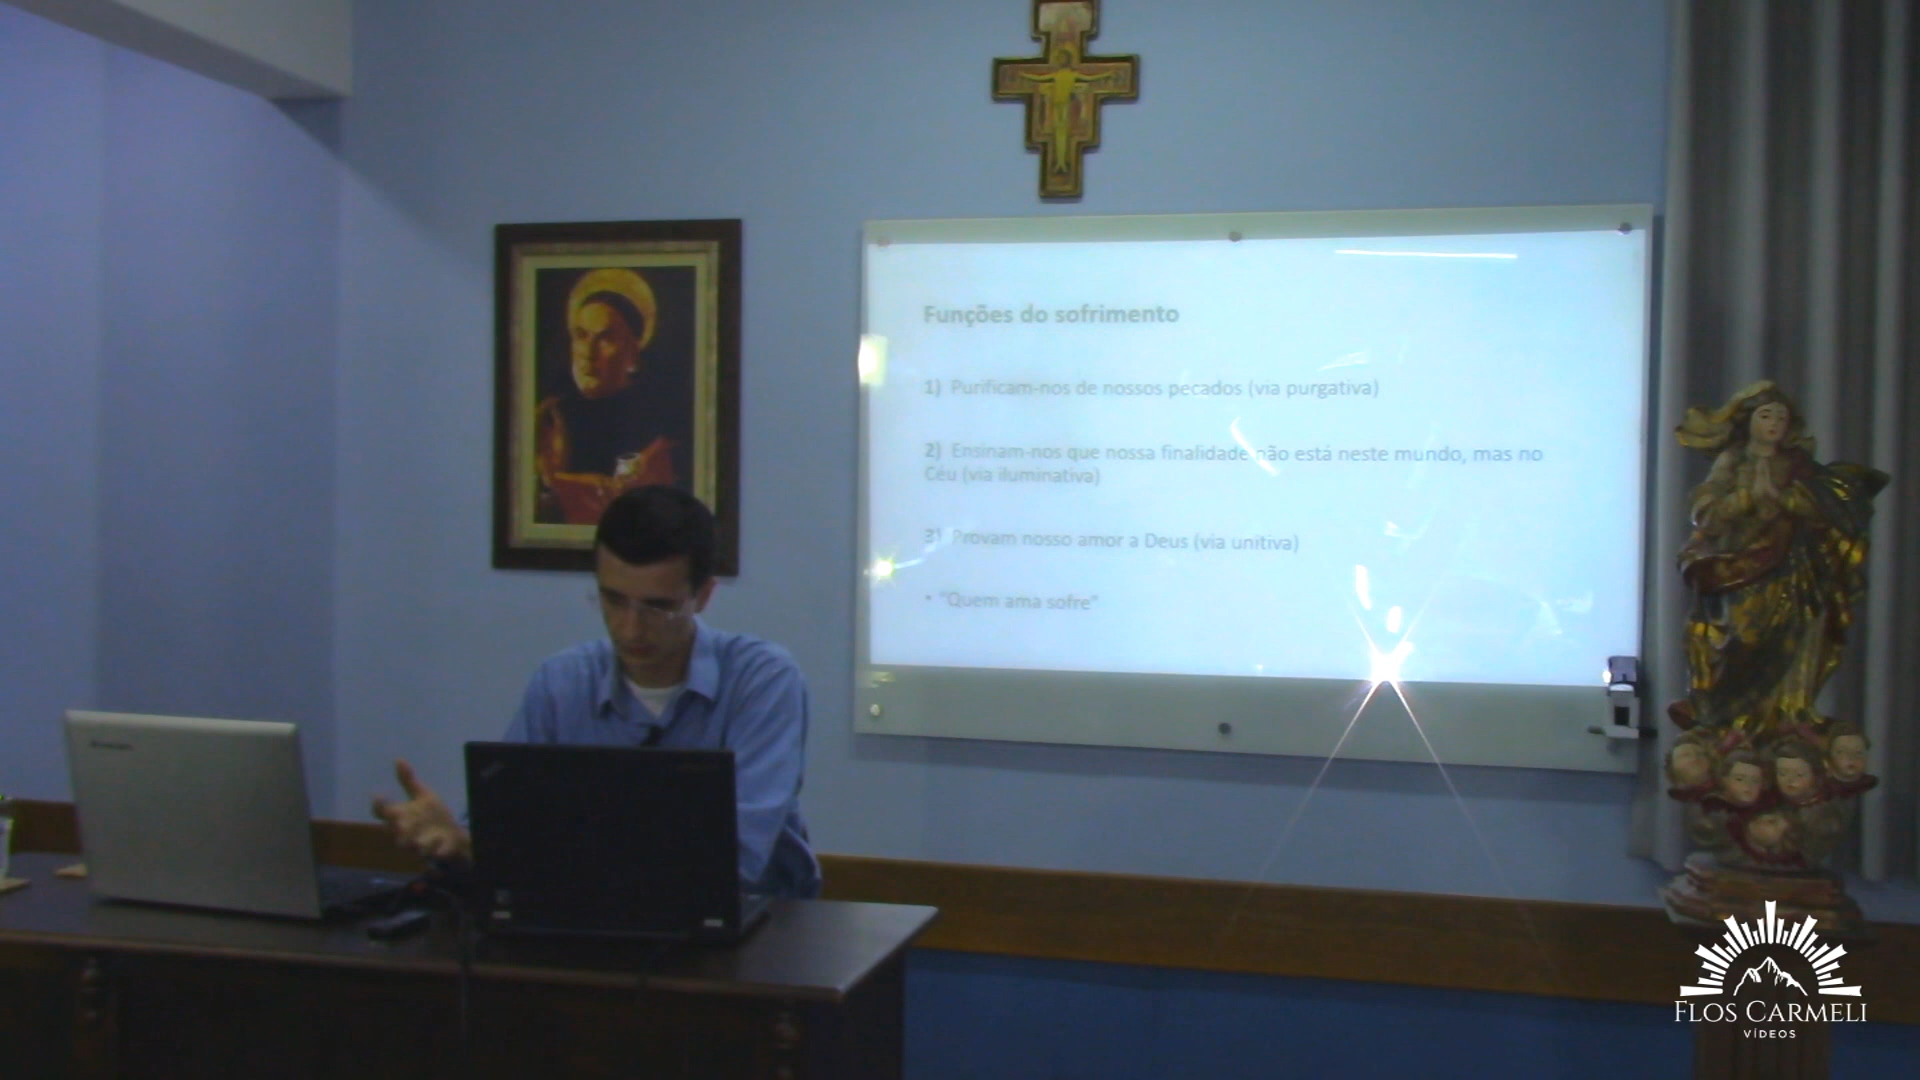 Funções do sofrimento
1) Purificam-nos de nossos pecados (via purgativa)
2) Ensinam-nos que nossa finalidade não está neste mundo, mas no
Céu (via iluminativa)
3) Provam nosso amor a Deus (via unitiva)
• "Quem ama sofre"
FLOS CARMELI
VÍDEOS